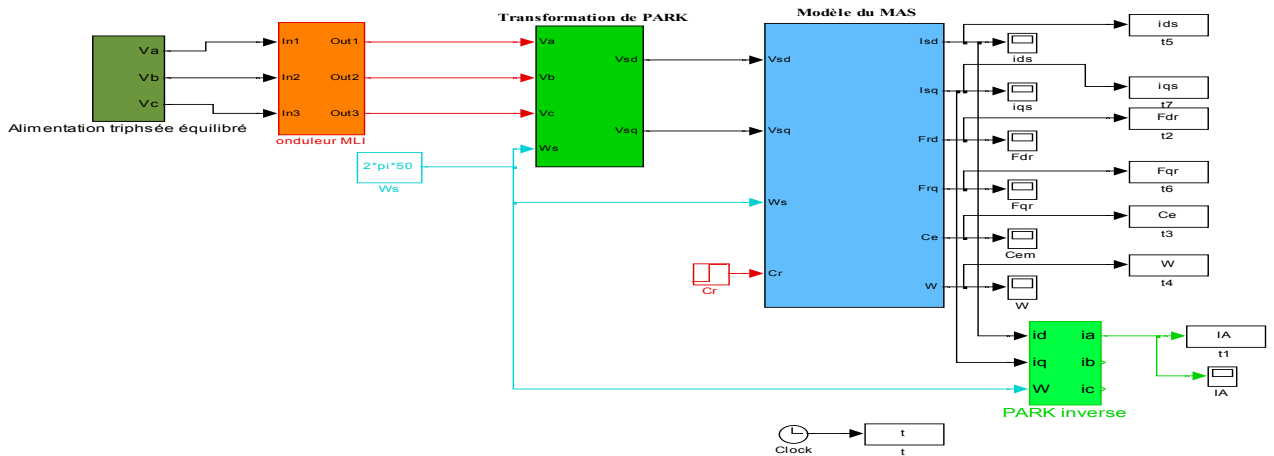 Transformation de PARK
Modèle du MAS
Va
Vb
Vc
Alimentation triphsée équilibré
In1
In2
In3
Out1
Out2
Out3
onduleur MLI
2*pi*50
Ws
Va
Vb
Vc
Ws
Vsd
Vsq
Cr
Vsd
Vsq
Ws
Cr
Isd
Isq
Frd
Frq
Ce
W
ids
iqs
Fdr
Fqr
Cem
W
ids
t5
iqs
t7
Fdr
t2
Fqr
t6
Ce
t3
W
t4
id
iq
W
ia
ib
ic
PARK inverse
IA
t1
IA
Clock
t
t